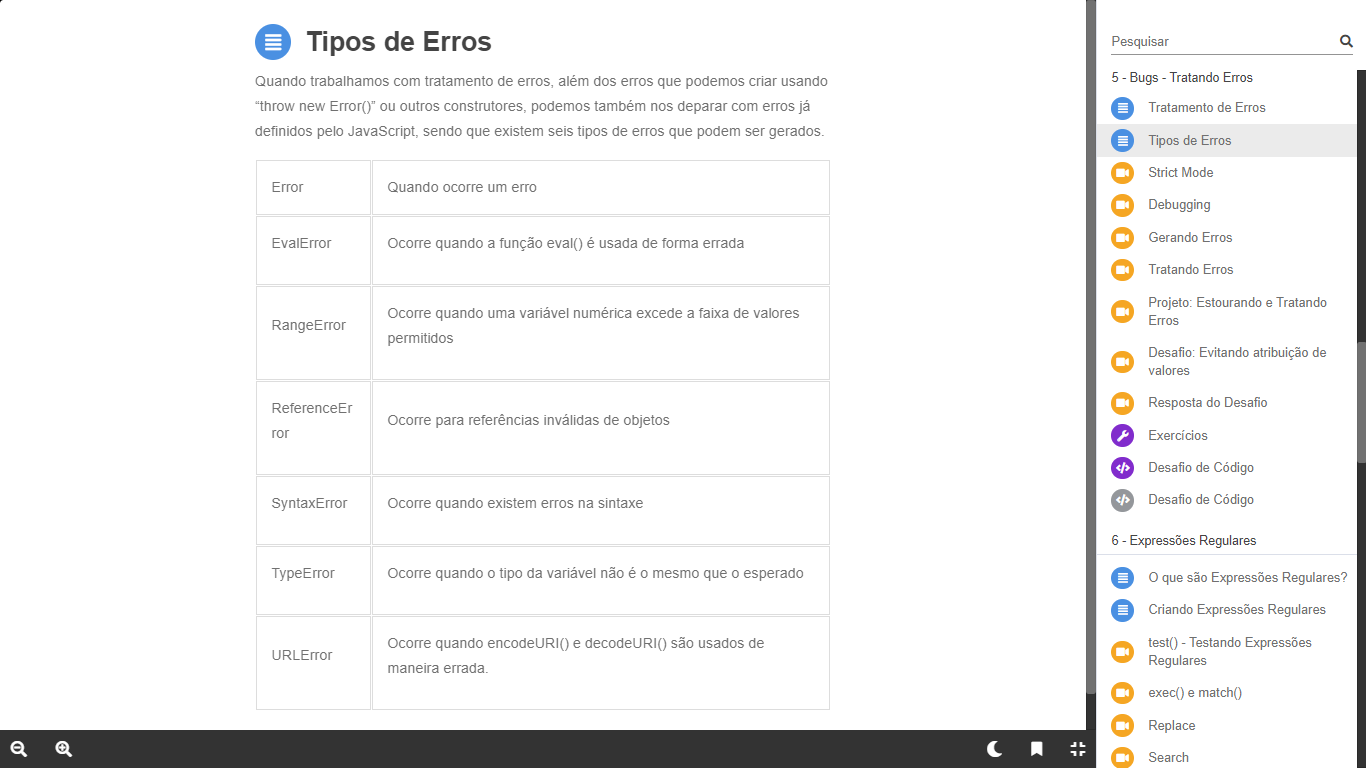 Tipos de Erros
Quando trabalhamos com tratamento de erros, além dos erros que podemos criar usando
“throw new Error()” ou outros construtores, podemos também nos deparar com erros já
definidos pelo JavaScript, sendo que existem seis tipos de erros que podem ser gerados.
Error
Quando ocorre um erro
EvalError
Ocorre quando a função eval() é usada de forma errada
RangeError
Ocorre quando uma variável numérica excede a faixa de valores
permitidos
ReferenceEr
ror
Ocorre para referências inválidas de objetos
SyntaxError
Ocorre quando existem erros na sintaxe
TypeError
Ocorre quando o tipo da variável não é o mesmo que o esperado
URLError
Ocorre quando encodeURI() e decodeURI() são usados de
maneira errada.
Pesquisar
5 - Bugs - Tratando Erros
Tratamento de Erros
Tipos de Erros
Strict Mode
Debugging
Gerando Erros
Tratando Erros
Projeto: Estourando e Tratando
Erros
Desafio: Evitando atribuição de
valores
Resposta do Desafio
Exercícios
Desafio de Código
Desafio de Código
6 - Expressões Regulares
O que são Expressões Regulares?
Criando Expressões Regulares
test() - Testando Expressões
Regulares
exec() e match()
Replace
Search